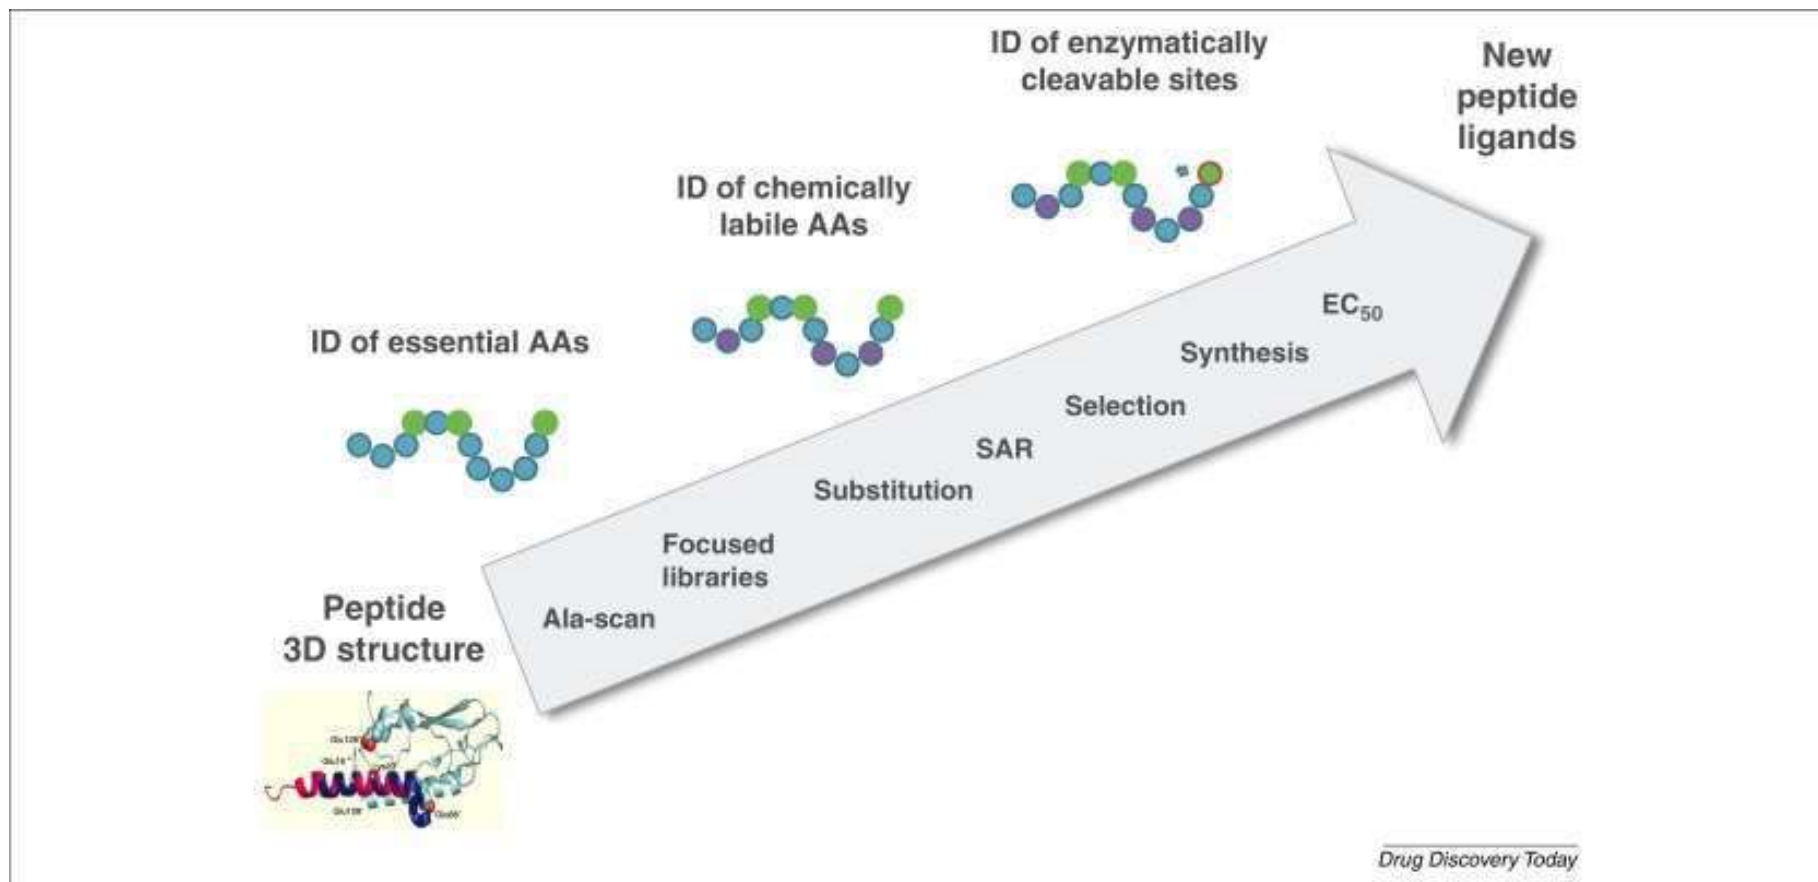 ID of enzymatically
cleavable sites
New
peptide
ligands
ID of chemically
labile AAs
ID of essential AAs
EC₅₀
Synthesis
Selection
SAR
Substitution
Focused
libraries
Ala-scan
Peptide
3D structure
Drug Discovery Today